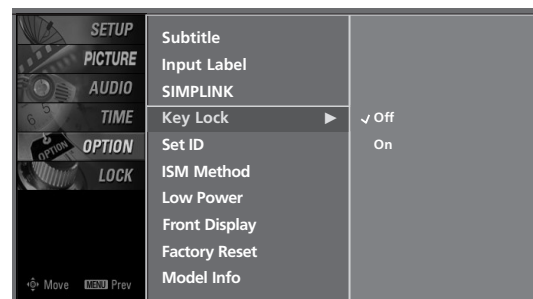 SETUP
PICTURE
AUDIO
TIME
OPTION
LOCK
Move MENU Prev
Subtitle
Input Label
SIMPLINK
Key Lock ▶
Set ID
ISM Method
Low Power
Front Display
Factory Reset
Model Info
✓ Off
On